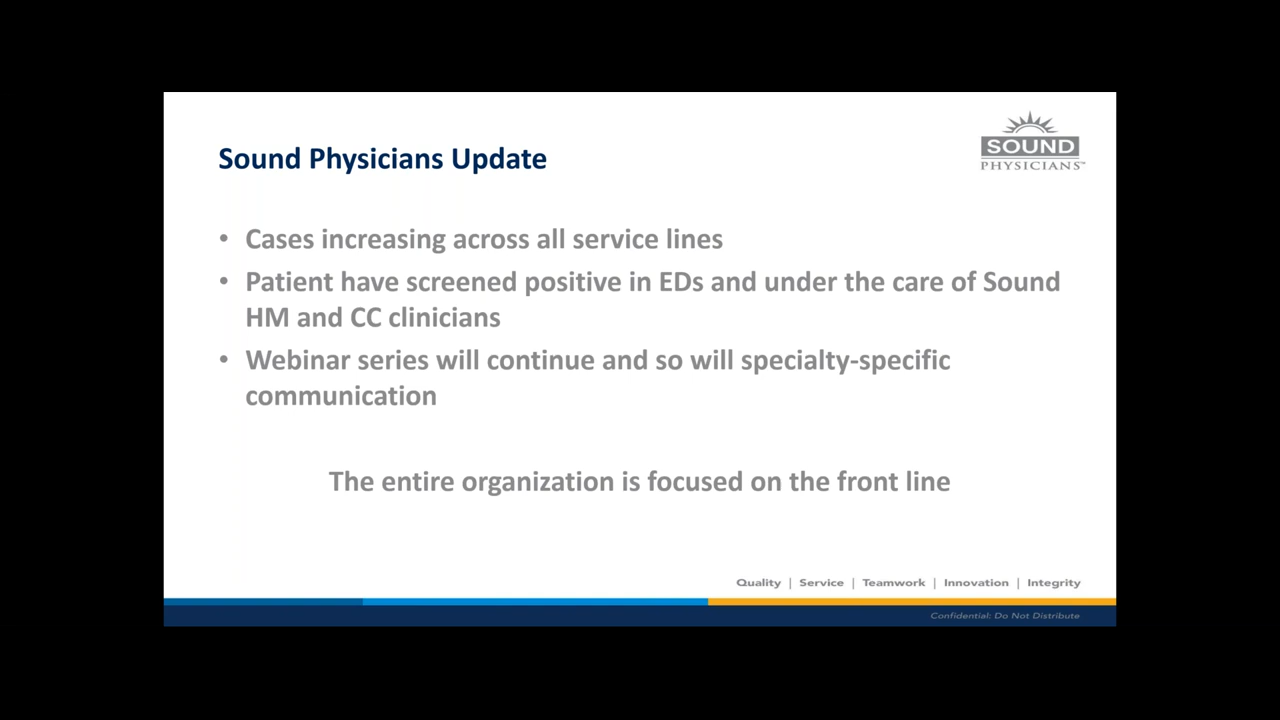 SOUND
PHYSICIANS™
Sound Physicians Update
• Cases increasing across all service lines
• Patient have screened positive in EDs and under the care of Sound
HM and CC clinicians
• Webinar series will continue and so will specialty-specific
communication
The entire organization is focused on the front line
Quality | Service | Teamwork | Innovation | Integrity
Confidential: Do Not Distribute